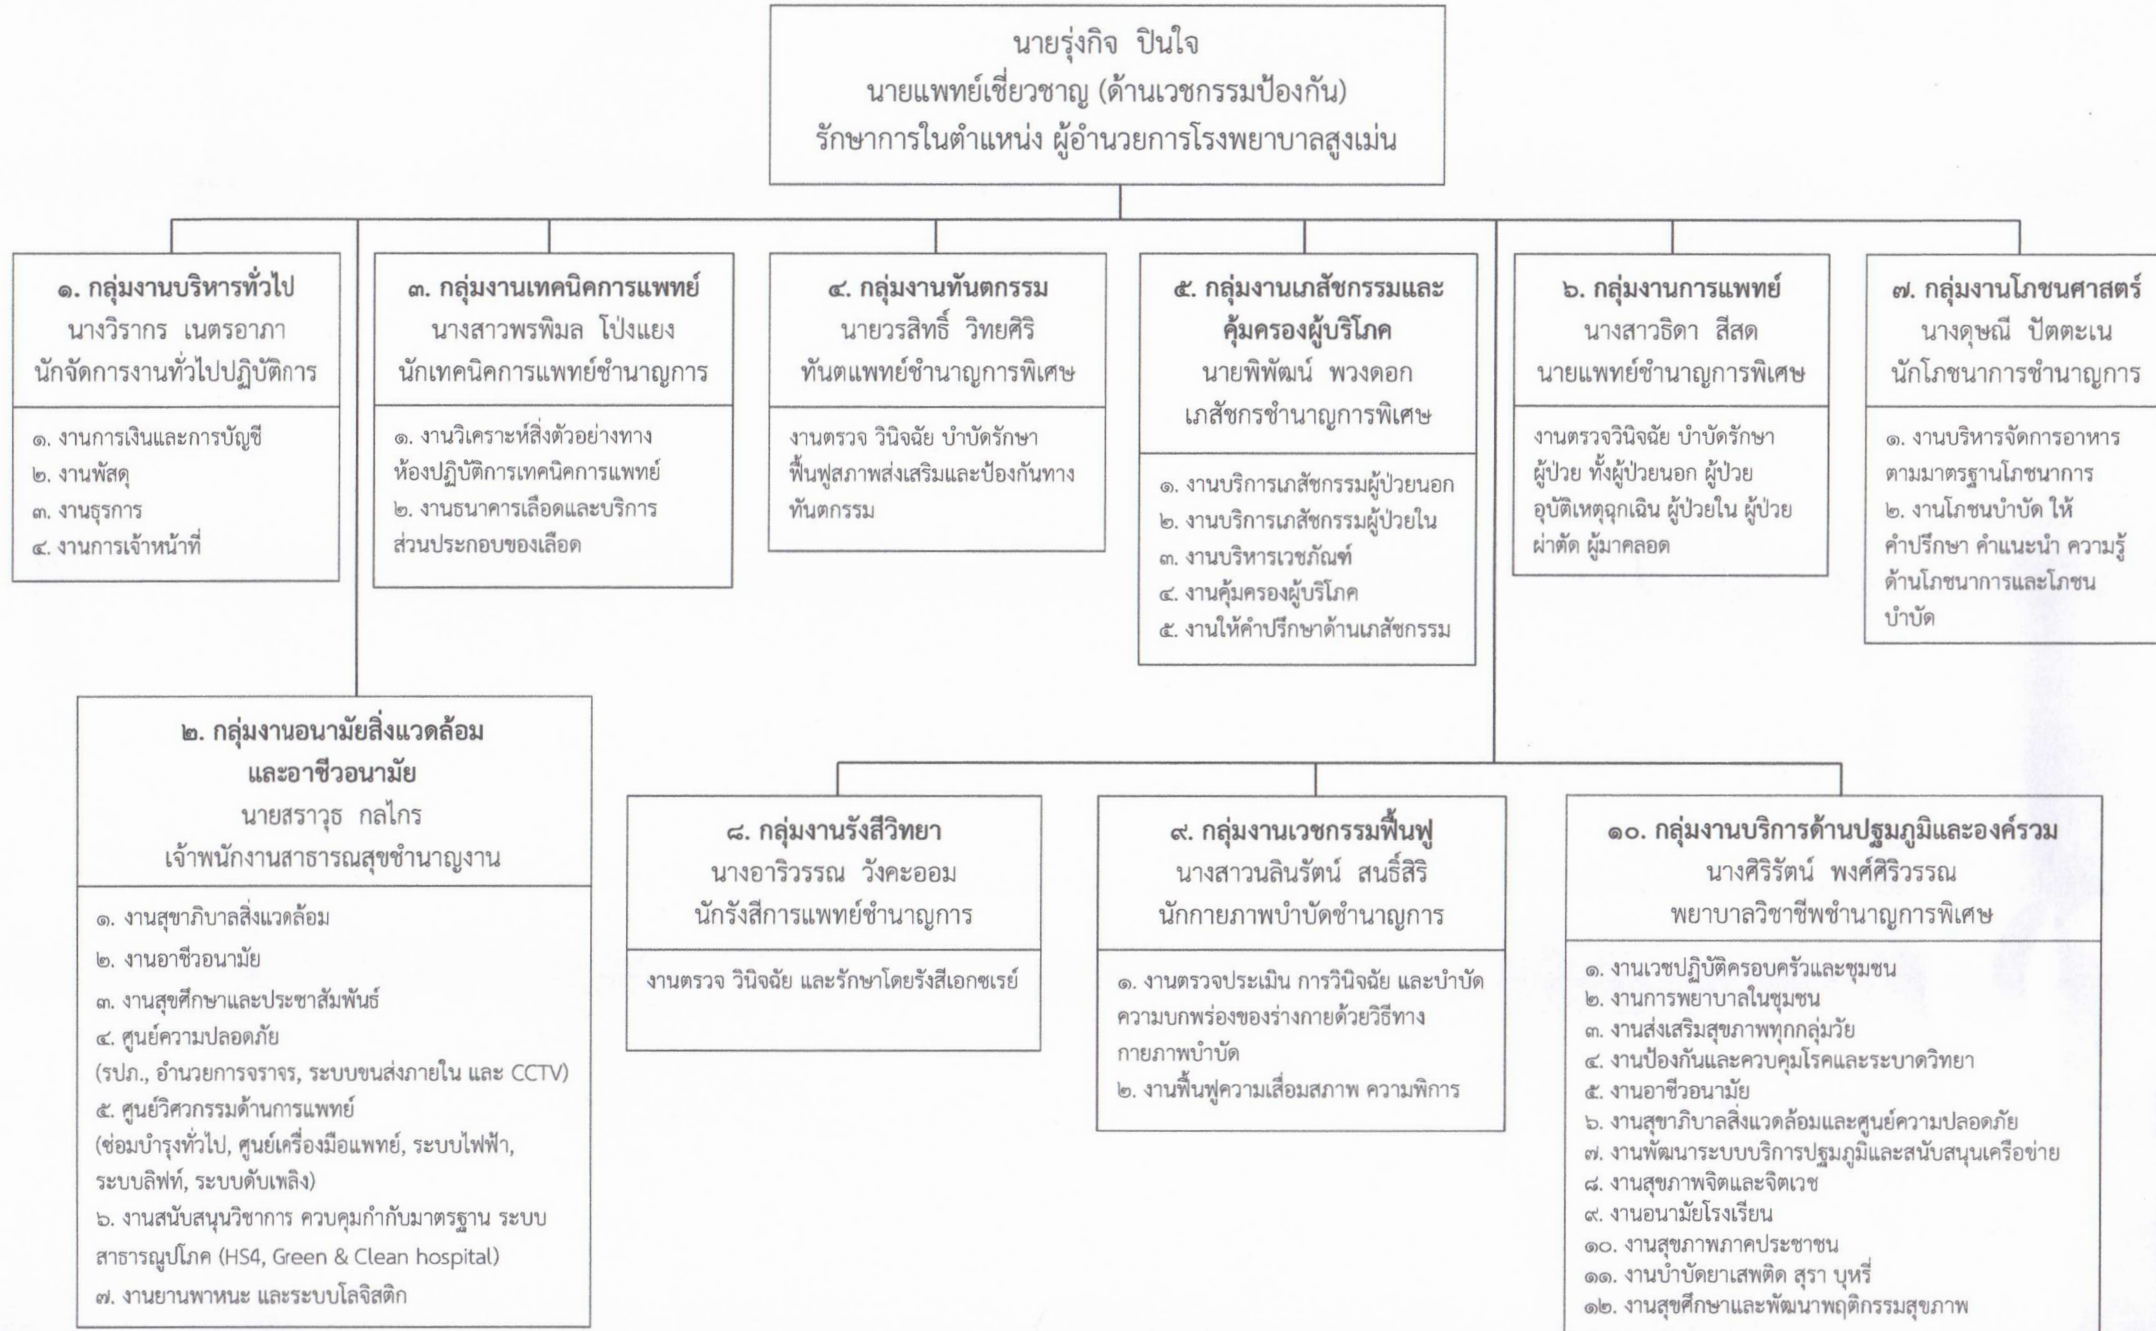 นายรุ่งกิจ ปินใจ
นายแพทย์เชี่ยวชาญ (ด้านเวชกรรมป้องกัน)
รักษาการในตำแหน่ง ผู้อำนวยการโรงพยาบาลสูงเม่น
๑. กลุ่มงานบริหารทั่วไป
นางวิรากร เนตรอาภา
นักจัดการงานทั่วไปปฏิบัติการ
๑. งานการเงินและการบัญชี
๒. งานพัสดุ
๓. งานธุรการ
๔. งานการเจ้าหน้าที่
๓. กลุ่มงานเทคนิคการแพทย์
นางสาวพรพิมล โป่งแยง
นักเทคนิคการแพทย์ชำนาญการ
๑. งานวิเคราะห์สิ่งตัวอย่างทาง
ห้องปฏิบัติการเทคนิคการแพทย์
๒. งานธนาคารเลือดและบริการ
ส่วนประกอบของเลือด
๔. กลุ่มงานทันตกรรม
นายวรสิทธิ์ วิทยศิริ
ทันตแพทย์ชำนาญการพิเศษ
งานตรวจ วินิจฉัย บำบัดรักษา
ฟื้นฟูสภาพส่งเสริมและป้องกันทาง
ทันตกรรม
๕. กลุ่มงานเภสัชกรรมและ
คุ้มครองผู้บริโภค
นายพิพัฒน์ พวงดอก
เภสัชกรชำนาญการพิเศษ
๑. งานบริการเภสัชกรรมผู้ป่วยนอก
๒. งานบริการเภสัชกรรมผู้ป่วยใน
๓. งานบริหารเวชภัณฑ์
๔. งานคุ้มครองผู้บริโภค
๕. งานให้คำปรึกษาด้านเภสัชกรรม
๖. กลุ่มงานการแพทย์
นางสาวธิดา สีสด
นายแพทย์ชำนาญการพิเศษ
งานตรวจวินิจฉัย บำบัดรักษา
ผู้ป่วย ทั้งผู้ป่วยนอก ผู้ป่วย
อุบัติเหตุฉุกเฉิน ผู้ป่วยใน ผู้ป่วย
ผ่าตัด ผู้มาคลอด
๗. กลุ่มงานโภชนศาสตร์
นางดุษณี ปัตตะเน
นักโภชนาการชำนาญการ
๑. งานบริหารจัดการอาหาร
ตามมาตรฐานโภชนาการ
๒. งานโภชนบำบัด ให้
คำปรึกษา คำแนะนำ ความรู้
ด้านโภชนาการและโภชน
บำบัด
๒. กลุ่มงานอนามัยสิ่งแวดล้อม
และอาชีวอนามัย
นายสราวุธ กลไกร
เจ้าพนักงานสาธารณสุขชำนาญงาน
๑. งานสุขาภิบาลสิ่งแวดล้อม
๒. งานอาชีวอนามัย
๓. งานสุขศึกษาและประชาสัมพันธ์
๔. ศูนย์ความปลอดภัย
(รปภ., อำนวยการจราจร, ระบบขนส่งภายใน และ CCTV)
๕. ศูนย์วิศวกรรมด้านการแพทย์
(ซ่อมบำรุงทั่วไป, ศูนย์เครื่องมือแพทย์, ระบบไฟฟ้า,
ระบบลิฟท์, ระบบดับเพลิง)
๖. งานสนับสนุนวิชาการ ควบคุมกำกับมาตรฐาน ระบบ
สาธารณูปโภค (HS4, Green & Clean hospital)
๗. งานยานพาหนะ และระบบโลจิสติก
๘. กลุ่มงานรังสีวิทยา
นางอาริวรรณ วังคะออม
นักรังสีการแพทย์ชำนาญการ
งานตรวจ วินิจฉัย และรักษาโดยรังสีเอกซเรย์
๙. กลุ่มงานเวชกรรมฟื้นฟู
นางสาวนลินรัตน์ สนธิ์สิริ
นักกายภาพบำบัดชำนาญการ
๑. งานตรวจประเมิน การวินิจฉัย และบำบัด
ความบกพร่องของร่างกายด้วยวิธีทาง
กายภาพบำบัด
๒. งานฟื้นฟูความเสื่อมสภาพ ความพิการ
๑๐. กลุ่มงานบริการด้านปฐมภูมิและองค์รวม
นางศิริรัตน์ พงศ์ศิริวรรณ
พยาบาลวิชาชีพชำนาญการพิเศษ
๑. งานเวชปฏิบัติครอบครัวและชุมชน
๒. งานการพยาบาลในชุมชน
๓. งานส่งเสริมสุขภาพทุกกลุ่มวัย
๔. งานป้องกันและควบคุมโรคและระบาดวิทยา
๕. งานอาชีวอนามัย
๖. งานสุขาภิบาลสิ่งแวดล้อมและศูนย์ความปลอดภัย
๗. งานพัฒนาระบบบริการปฐมภูมิและสนับสนุนเครือข่าย
๘. งานสุขภาพจิตและจิตเวช
๙. งานอนามัยโรงเรียน
๑๐. งานสุขภาพภาคประชาชน
๑๑. งานบำบัดยาเสพติด สุรา บุหรี่
๑๒. งานสุขศึกษาและพัฒนาพฤติกรรมสุขภาพ